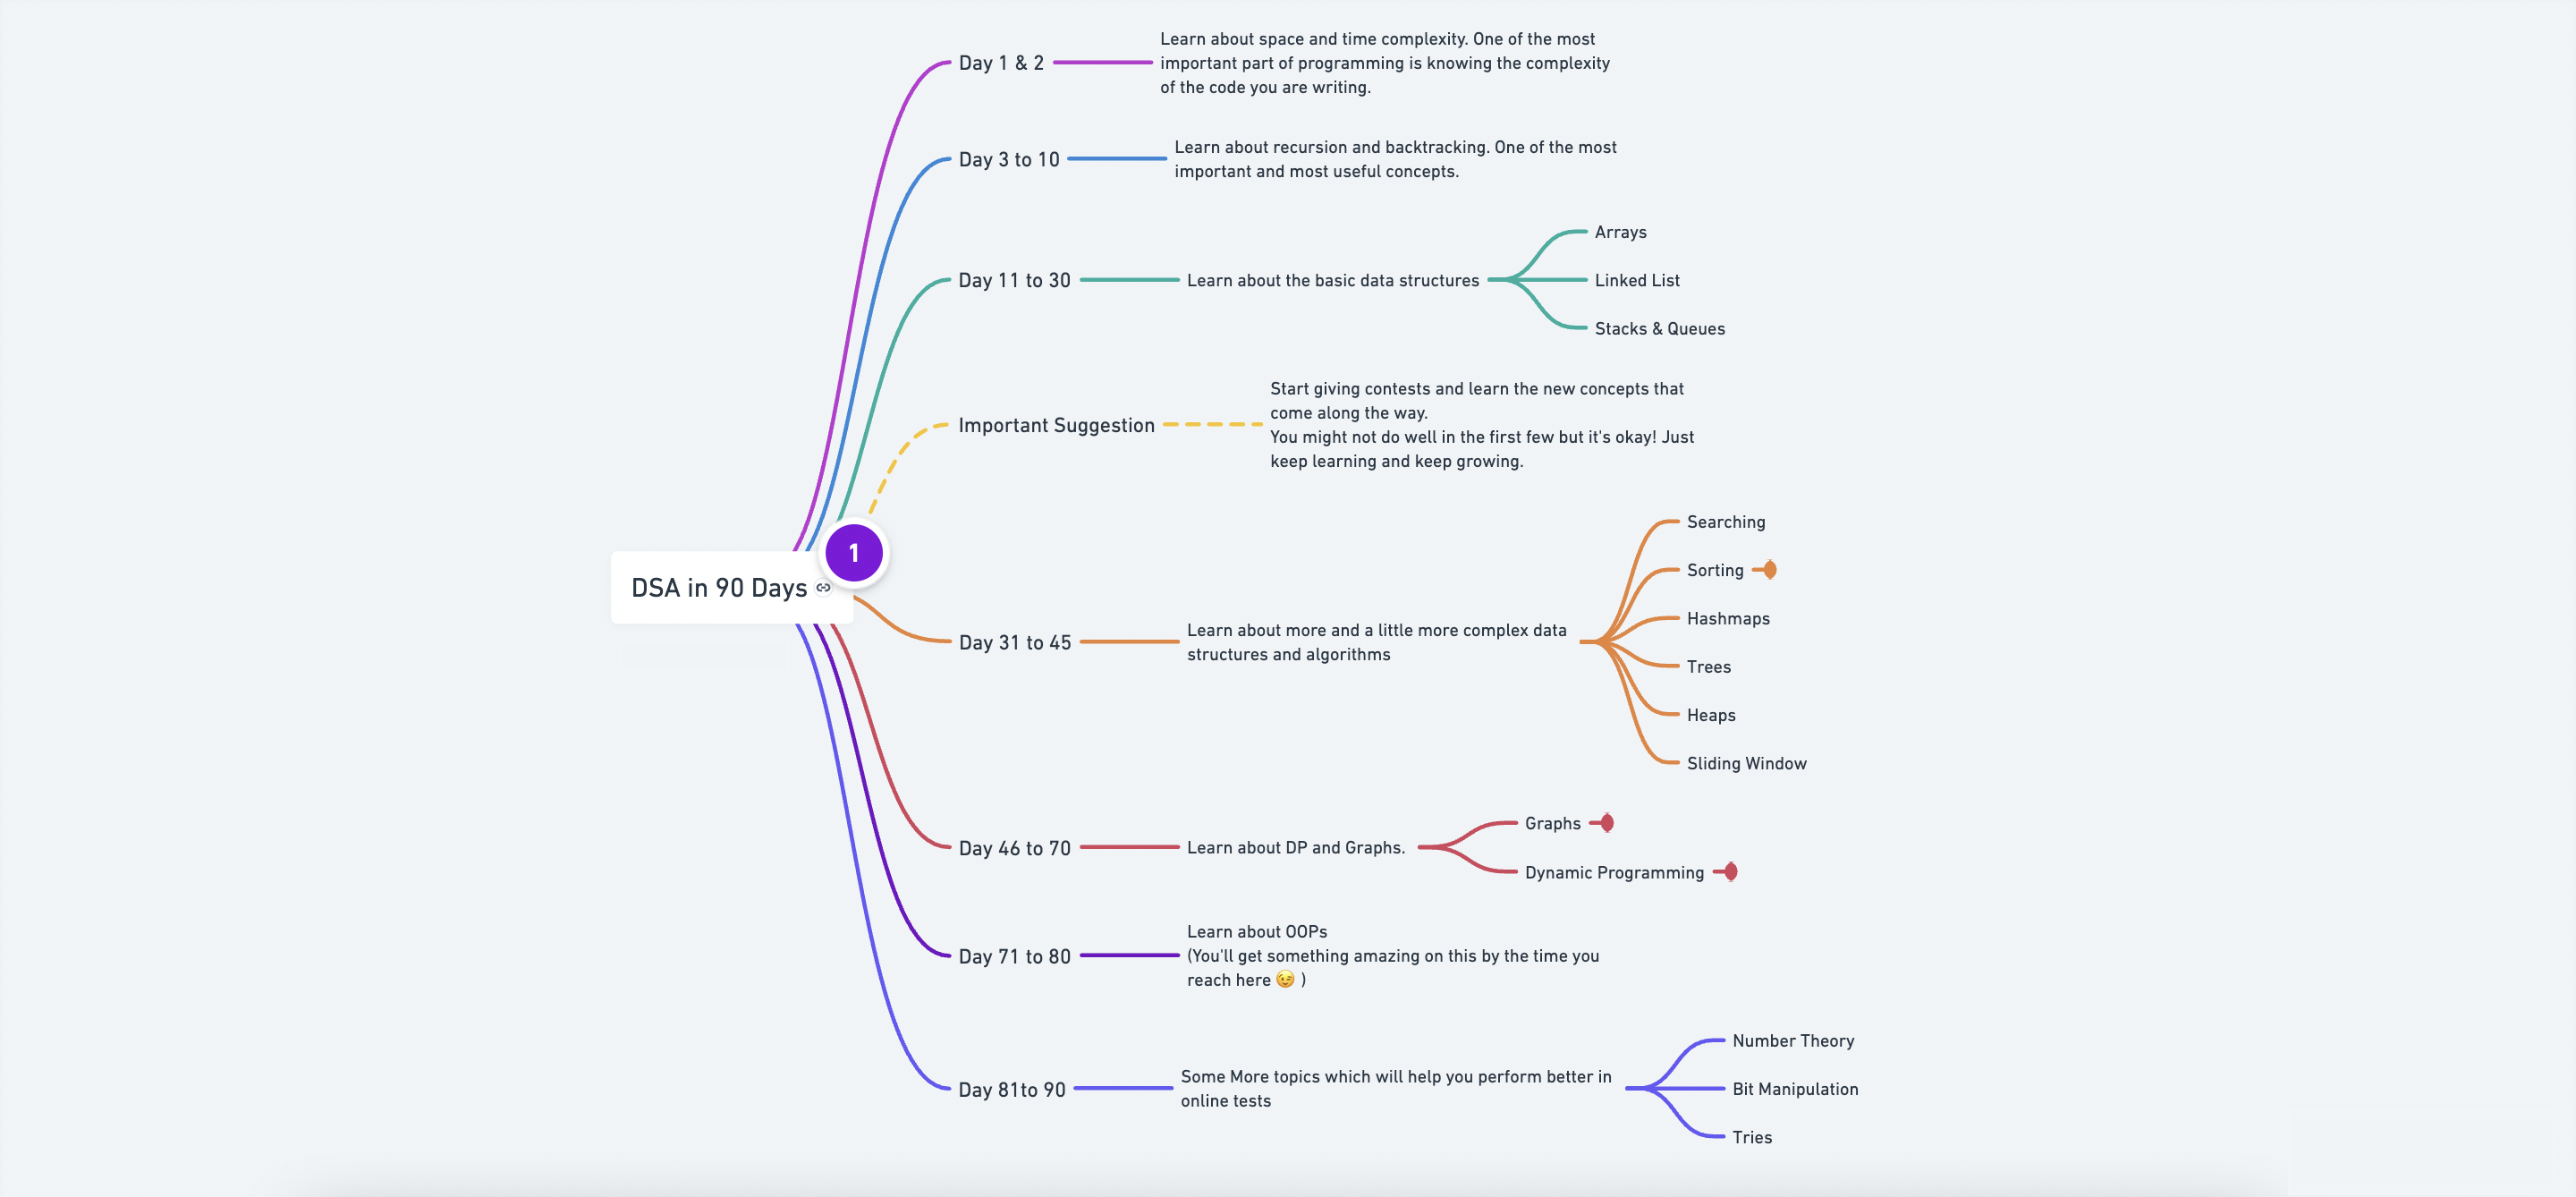 Day 1 & 2
Learn about space and time complexity. One of the most
important part of programming is knowing the complexity
of the code you are writing.
Day 3 to 10
Learn about recursion and backtracking. One of the most
important and most useful concepts.
Day 11 to 30
Learn about the basic data structures
Arrays
Linked List
Stacks & Queues
Important Suggestion
Start giving contests and learn the new concepts that
come along the way.
You might not do well in the first few but it's okay! Just
keep learning and keep growing.
1
DSA in 90 Days
Day 31 to 45
Learn about more and a little more complex data
structures and algorithms
Searching
Sorting
Hashmaps
Trees
Heaps
Sliding Window
Day 46 to 70
Learn about DP and Graphs.
Graphs
Dynamic Programming
Day 71 to 80
Learn about OOPs
(You'll get something amazing on this by the time you
reach here 😉 )
Day 81to 90
Some More topics which will help you perform better in
online tests
Number Theory
Bit Manipulation
Tries